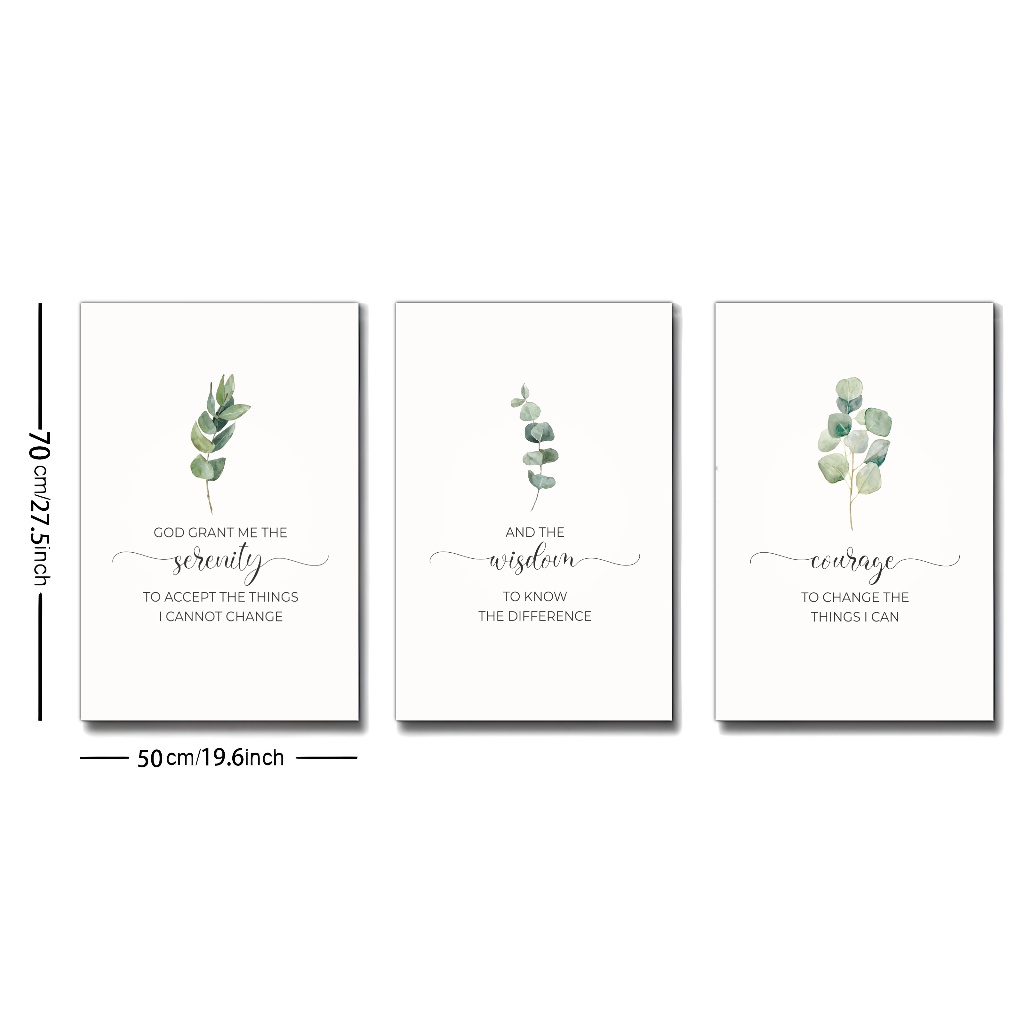 GOD GRANT ME THE
serenity
TO ACCEPT THE THINGS
I CANNOT CHANGE
AND THE
wisdom
TO KNOW
THE DIFFERENCE
courage
TO CHANGE THE
THINGS I CAN
70 cm/27.5inch
50 cm/19.6inch